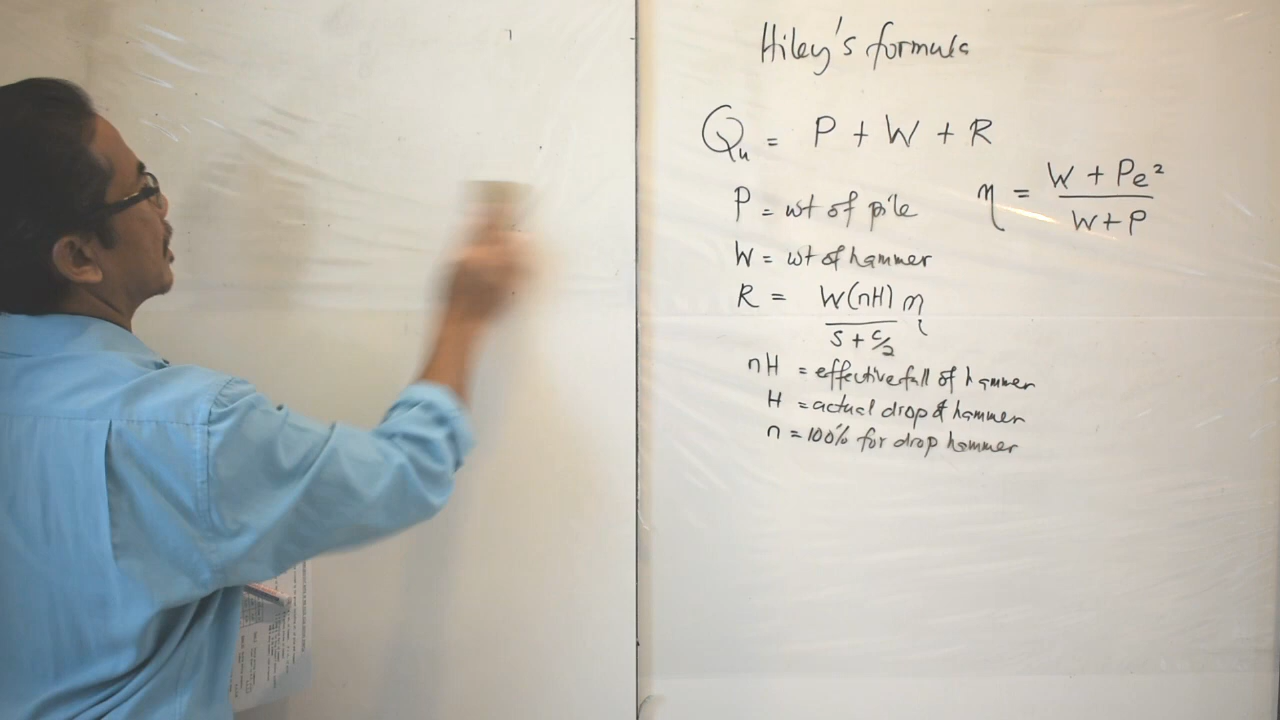 Hiley's formula
Qu = P + W + R
η = W + Pe² / W + P
P = wt of pile
W = wt of hammer
R = W(nH) η / s + c/2
nH = effective fall of hammer
H = actual drop of hammer
n = 100% for drop hammer